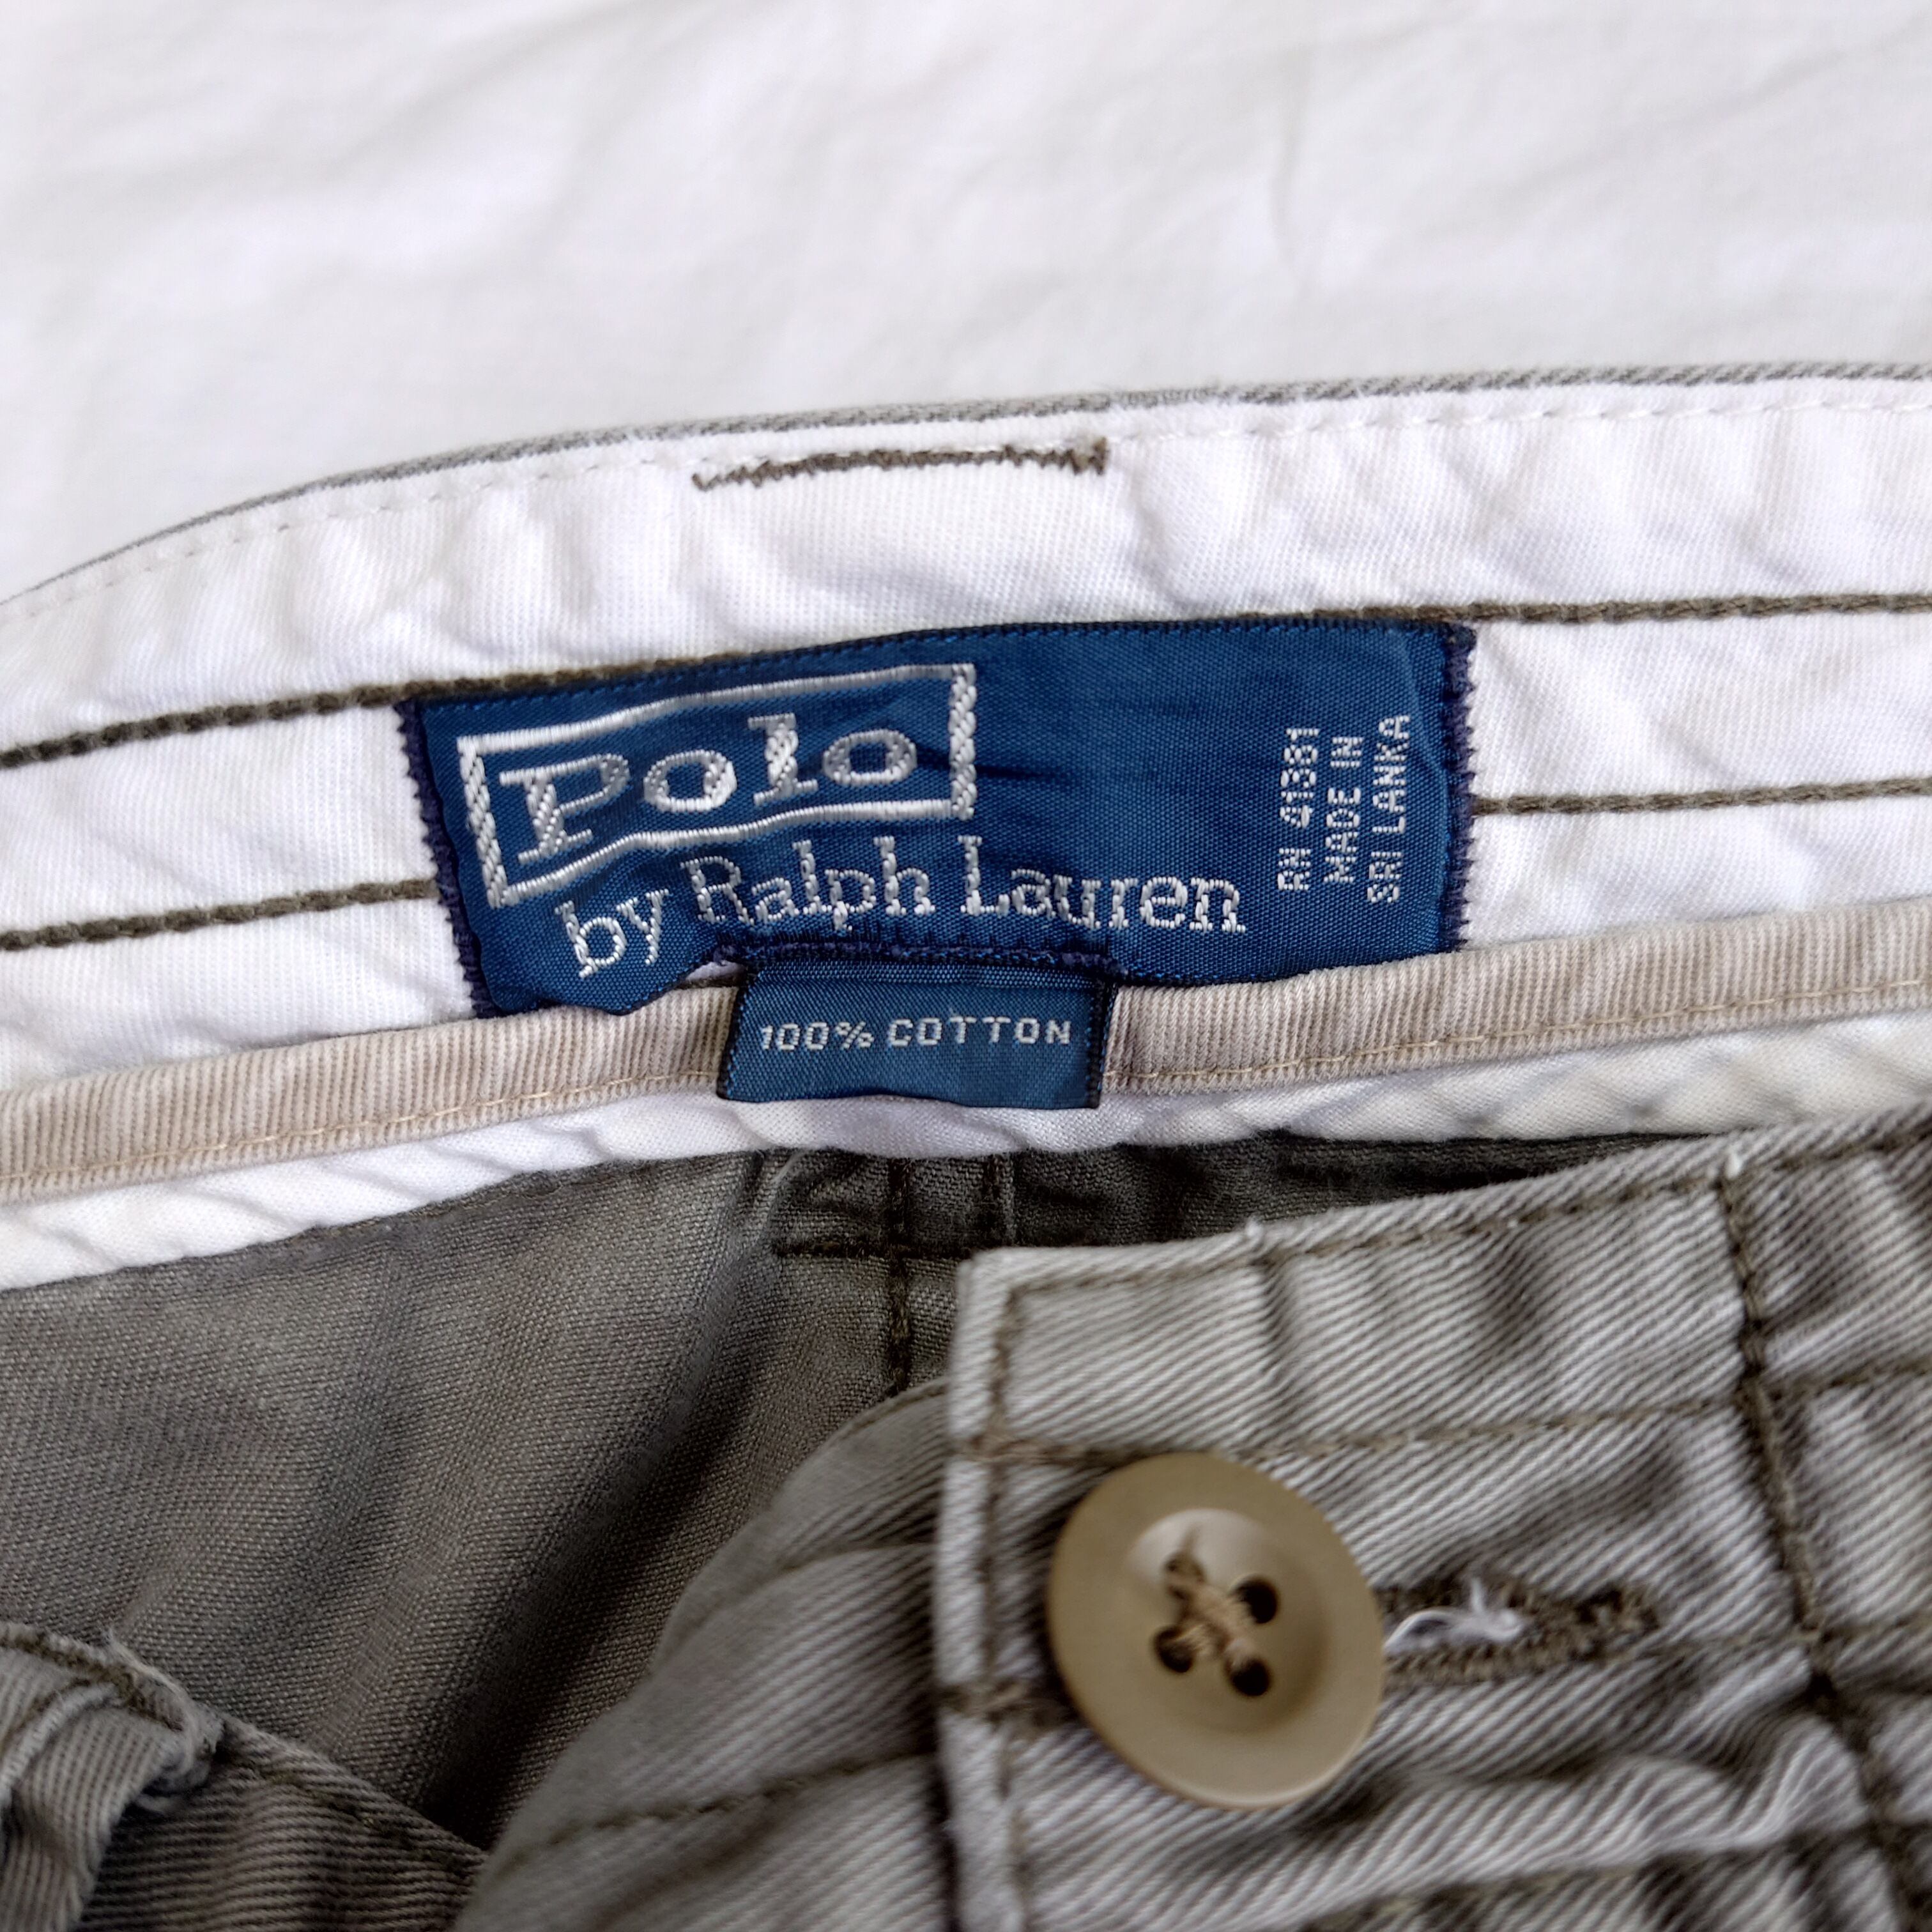 Polo
by Ralph Lauren
RN 41381
MADE IN
SRI LANKA
100% COTTON